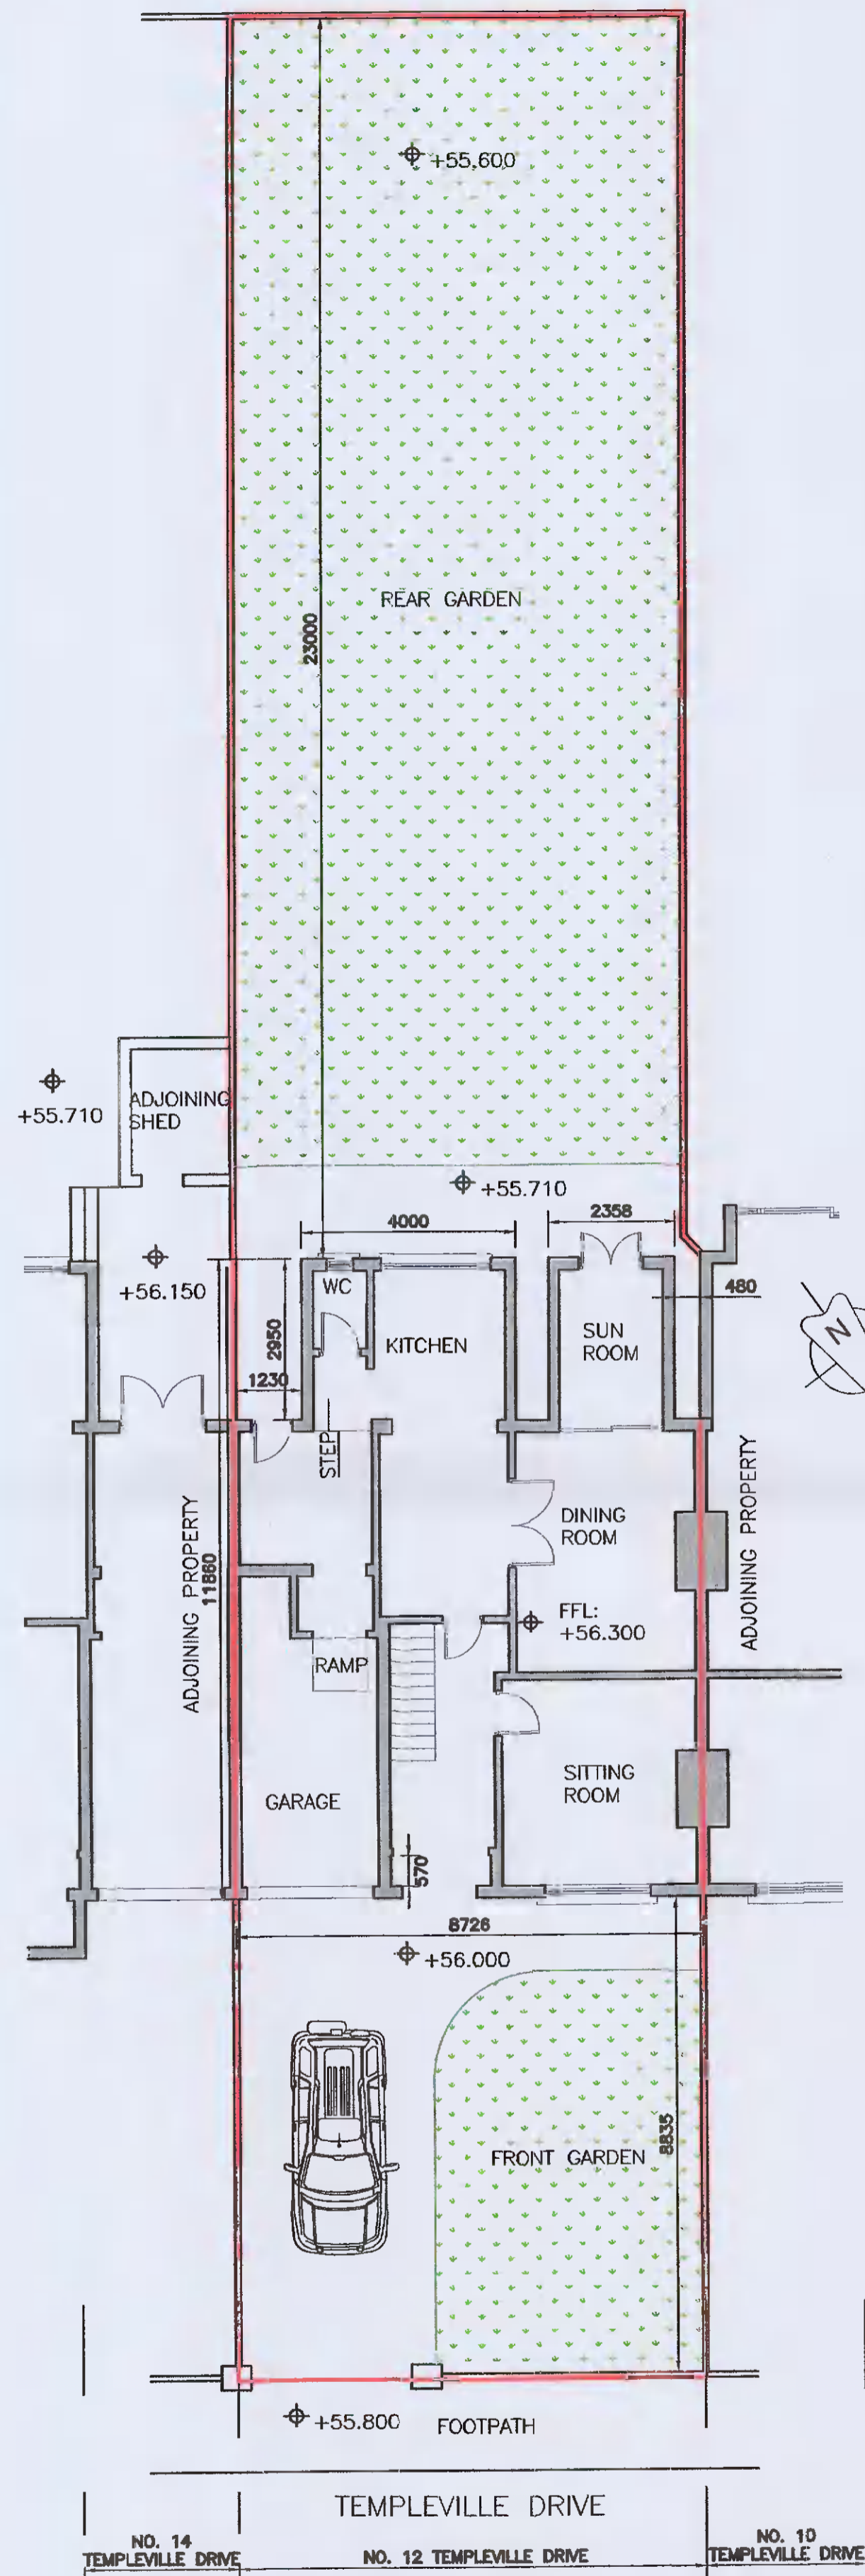 +55,600
REAR GARDEN
23000
ADJOINING
SHED
+55.710
+55.710
4000
2358
+56.150
WC
480
N
2950
KITCHEN
SUN
ROOM
1230
STEP
ADJOINING PROPERTY
11860
DINING
ROOM
ADJOINING PROPERTY
FFL:
+56.300
RAMP
GARAGE
SITTING
ROOM
570
8726
+56.000
FRONT GARDEN
8835
+55.800
FOOTPATH
TEMPLEVILLE DRIVE
NO. 14
TEMPLEVILLE DRIVE
NO. 12 TEMPLEVILLE DRIVE
NO. 10
TEMPLEVILLE DRIVE